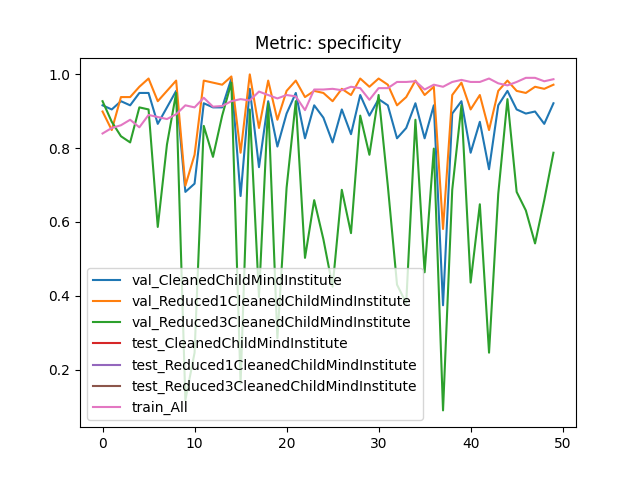 Metric: specificity
1.0
0.8
0.6
0.4
0.2
val_CleanedChildMindInstitute
val_Reduced1CleanedChildMindInstitute
val_Reduced3CleanedChildMindInstitute
test_CleanedChildMindInstitute
test_Reduced1CleanedChildMindInstitute
test_Reduced3CleanedChildMindInstitute
train_All
0 10 20 30 40 50